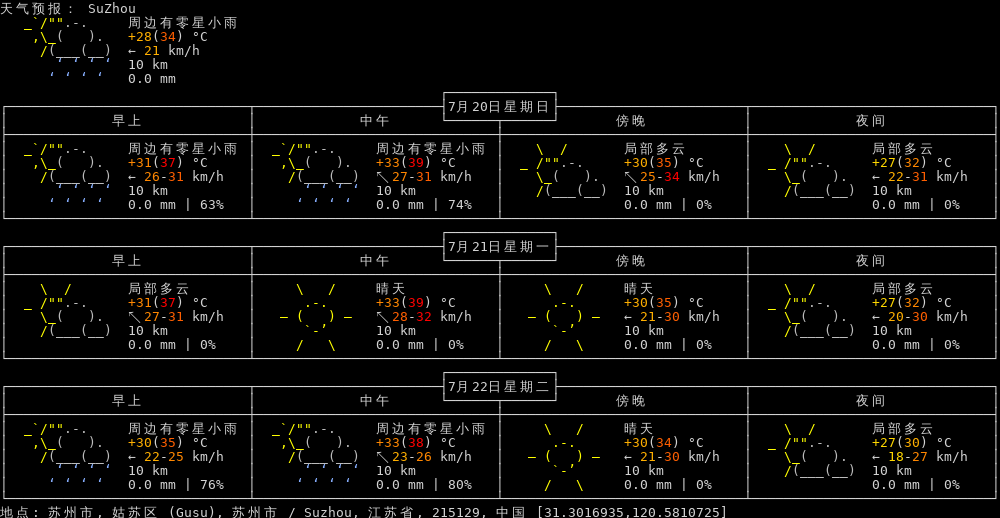 天气预报： SuZhou
周边有零星小雨
+28(34) °C
← 21 km/h
10 km
0.0 mm
7月20日星期日
早上 中午 傍晚 夜间
周边有零星小雨 周边有零星小雨 局部多云 局部多云
+31(37) °C +33(39) °C +30(35) °C +27(32) °C
← 26-31 km/h ↖ 27-31 km/h ↖ 25-34 km/h ← 22-31 km/h
10 km 10 km 10 km 10 km
0.0 mm | 63% 0.0 mm | 74% 0.0 mm | 0% 0.0 mm | 0%
7月21日星期一
早上 中午 傍晚 夜间
局部多云 晴天 晴天 局部多云
+31(37) °C +33(39) °C +30(35) °C +27(32) °C
↖ 27-31 km/h ↖ 28-32 km/h ← 21-30 km/h ← 20-30 km/h
10 km 10 km 10 km 10 km
0.0 mm | 0% 0.0 mm | 0% 0.0 mm | 0% 0.0 mm | 0%
7月22日星期二
早上 中午 傍晚 夜间
周边有零星小雨 周边有零星小雨 晴天 局部多云
+30(35) °C +33(38) °C +30(34) °C +27(30) °C
← 22-25 km/h ↖ 23-26 km/h ← 21-30 km/h ← 18-27 km/h
10 km 10 km 10 km 10 km
0.0 mm | 76% 0.0 mm | 80% 0.0 mm | 0% 0.0 mm | 0%
地点: 苏州市, 姑苏区 (Gusu), 苏州市 / Suzhou, 江苏省, 215129, 中国 [31.3016935,120.5810725]